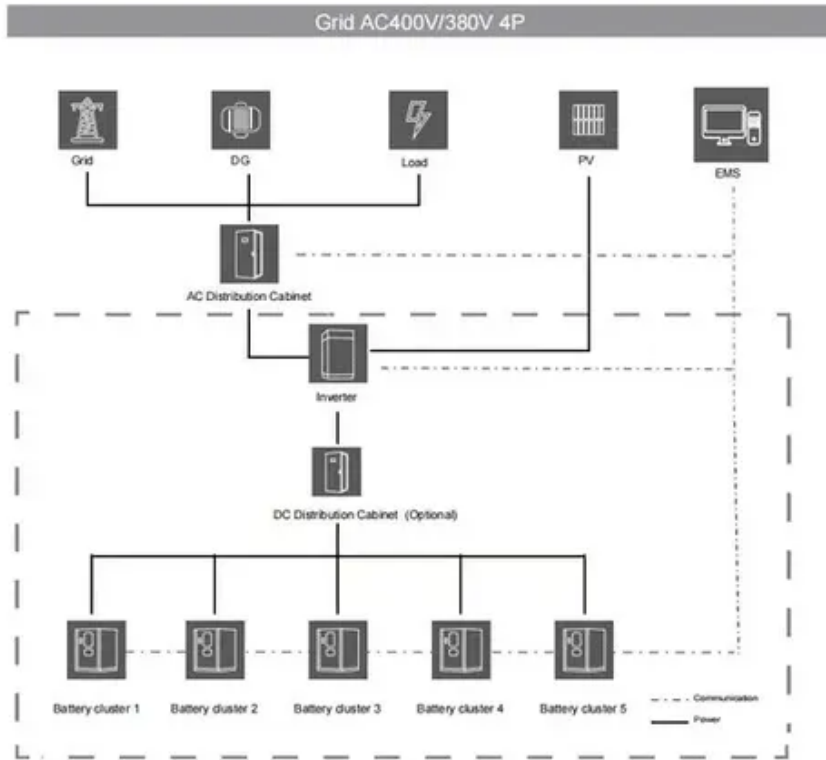 Grid AC400V/380V 4P
Grid
DG
Load
PV
EMS
AC Distribution Cabinet
Inverter
DC Distribution Cabinet (Optional)
Battery cluster 1
Battery cluster 2
Battery cluster 3
Battery cluster 4
Battery cluster 5
Communication
Power